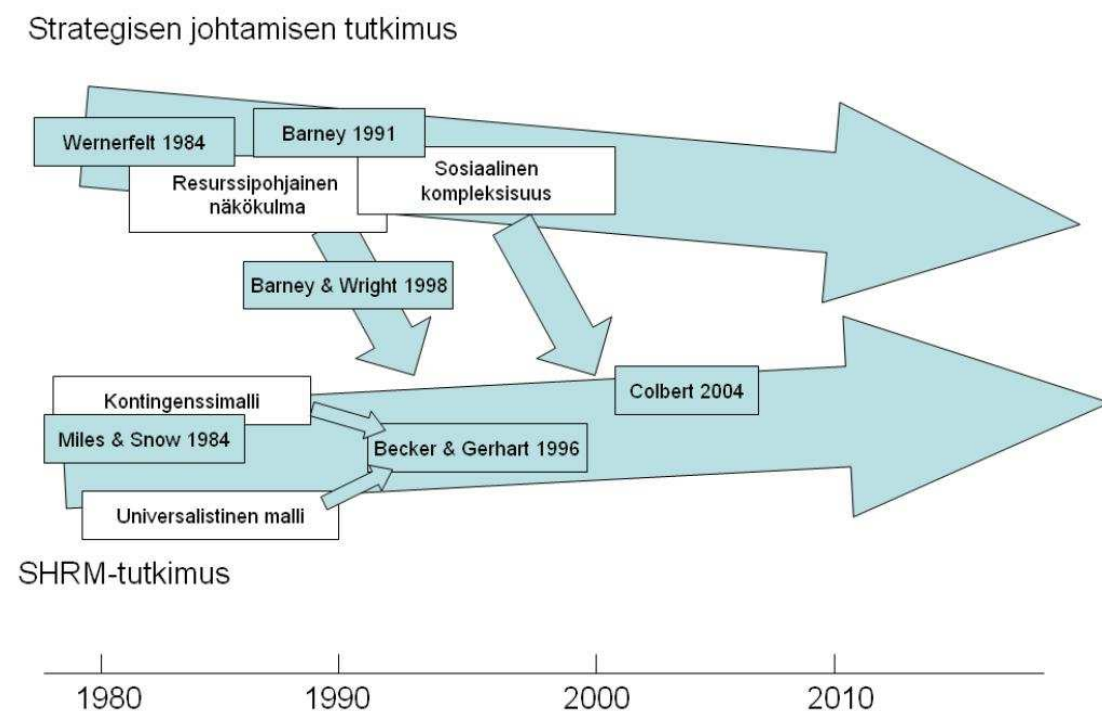 Strategisen johtamisen tutkimus
Wernerfelt 1984
Barney 1991
Resurssipohjainen
näkökulma
Sosiaalinen
kompleksisuus
Barney & Wright 1998
Kontingenssimalli
Colbert 2004
Miles & Snow 1984
Becker & Gerhart 1996
Universalistinen malli
SHRM-tutkimus
1980
1990
2000
2010